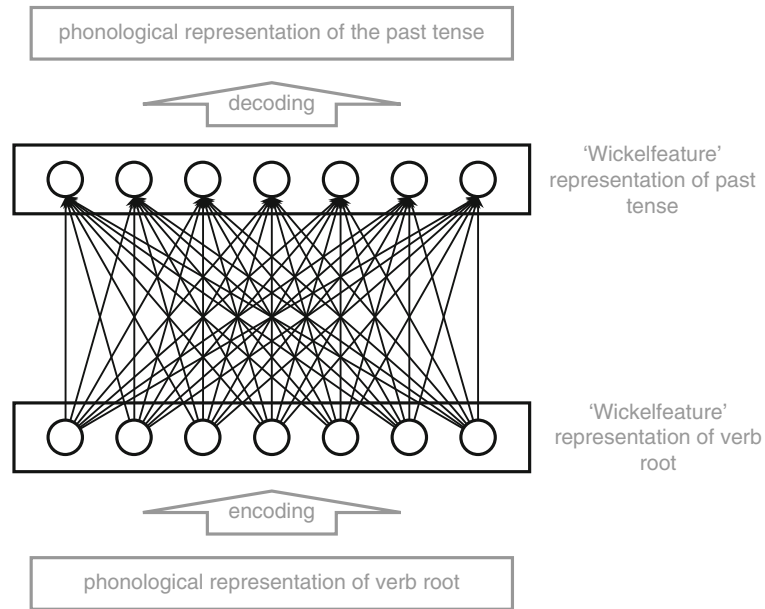 phonological representation of the past tense
decoding
'Wickelfeature'
representation of past
tense
'Wickelfeature'
representation of verb
root
encoding
phonological representation of verb root